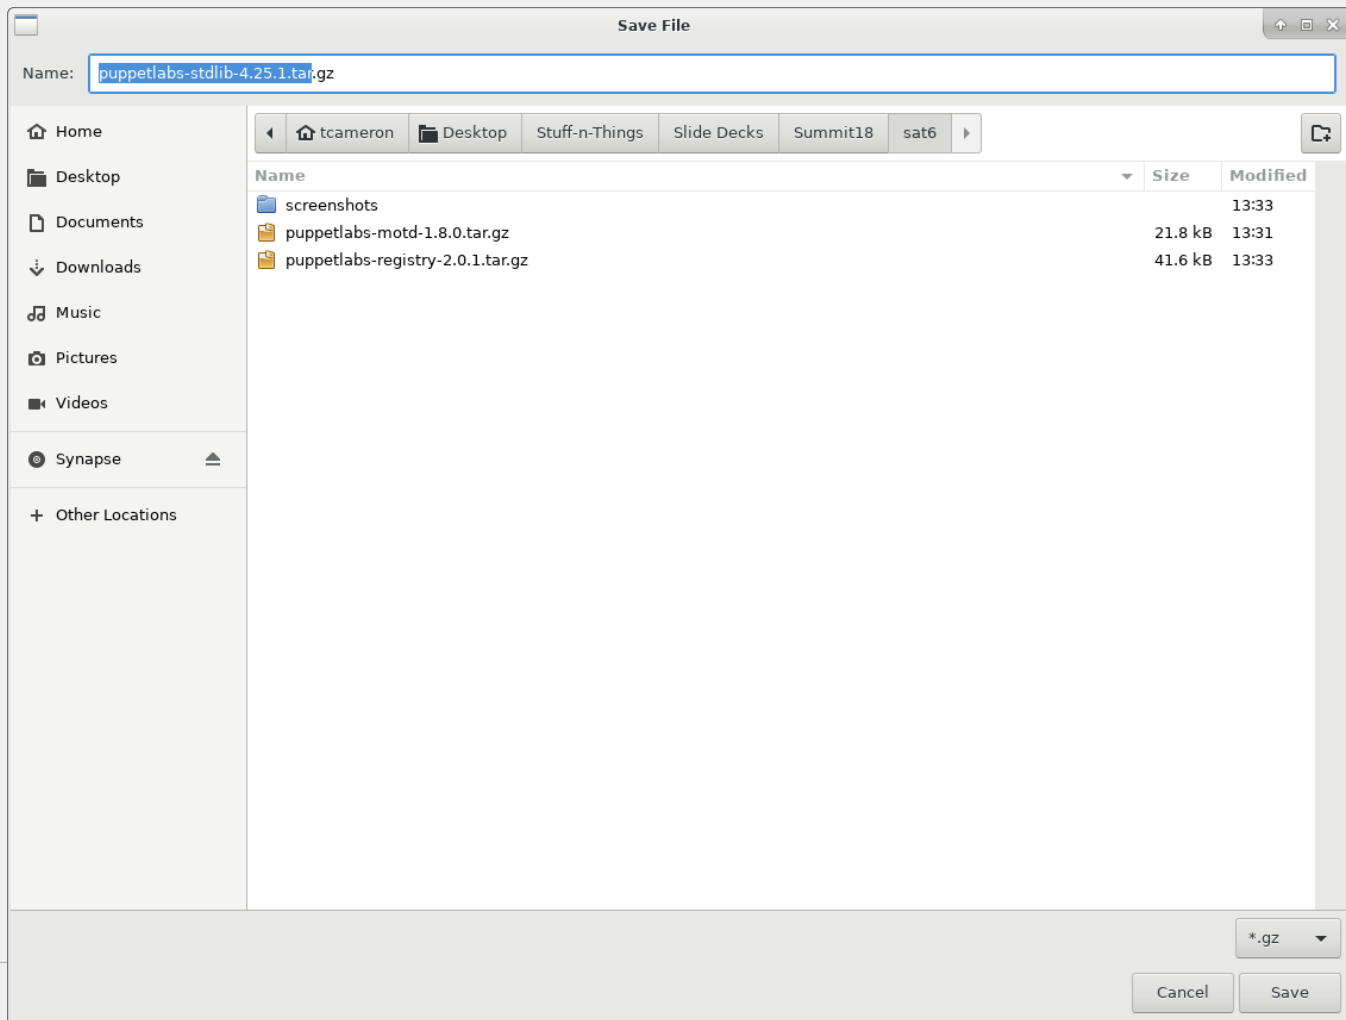 Save File
Name: puppetlabs-stdlib-4.25.1.tar.gz
Home
Desktop
Documents
Downloads
Music
Pictures
Videos
Synapse
Other Locations
tcameron Desktop Stuff-n-Things Slide Decks Summit18 sat6
Name Size Modified
screenshots 13:33
puppetlabs-motd-1.8.0.tar.gz 21.8 kB 13:31
puppetlabs-registry-2.0.1.tar.gz 41.6 kB 13:33
*.gz
Cancel Save